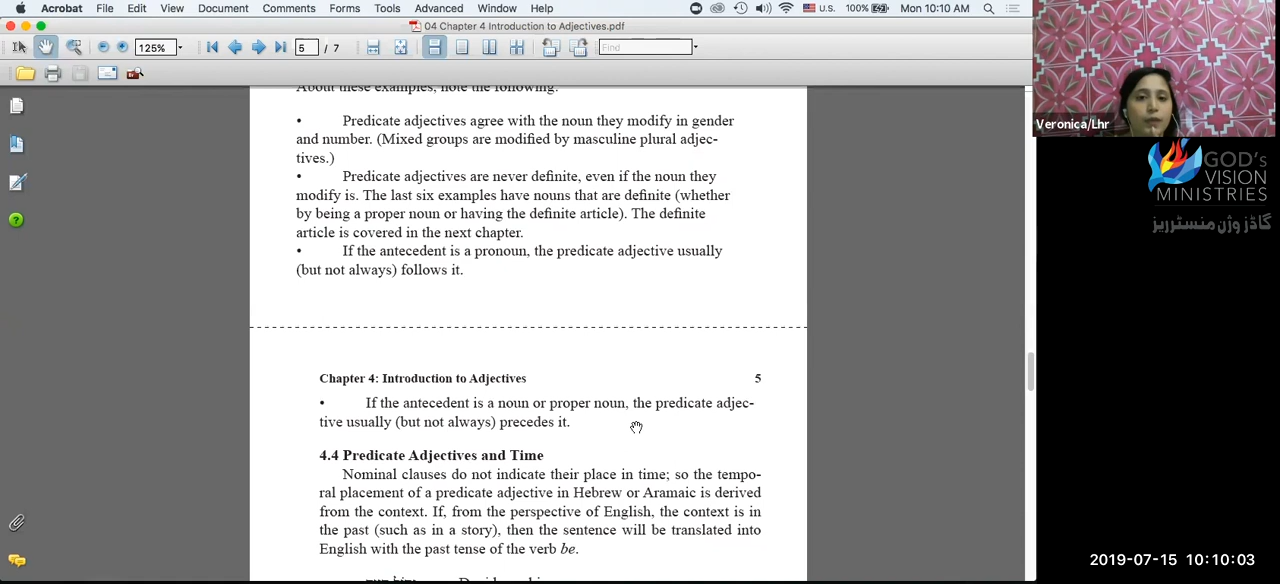 Acrobat File Edit View Document Comments Forms Tools Advanced Window Help U.S. 100% Mon 10:10 AM
04 Chapter 4 Introduction to Adjectives.pdf
125% 5 / 7 Find
About these examples, note the following:
• Predicate adjectives agree with the noun they modify in gender
and number. (Mixed groups are modified by masculine plural adjec-
tives.)
• Predicate adjectives are never definite, even if the noun they
modify is. The last six examples have nouns that are definite (whether
by being a proper noun or having the definite article). The definite
article is covered in the next chapter.
• If the antecedent is a pronoun, the predicate adjective usually
(but not always) follows it.
Chapter 4: Introduction to Adjectives 5
• If the antecedent is a noun or proper noun, the predicate adjec-
tive usually (but not always) precedes it.
4.4 Predicate Adjectives and Time
Nominal clauses do not indicate their place in time; so the tempo-
ral placement of a predicate adjective in Hebrew or Aramaic is derived
from the context. If, from the perspective of English, the context is in
the past (such as in a story), then the sentence will be translated into
English with the past tense of the verb be.
Veronica/Lhr
GOD's
VISION
MINISTRIES
گاڈز وژن منسٹریز
2019-07-15 10:10:03